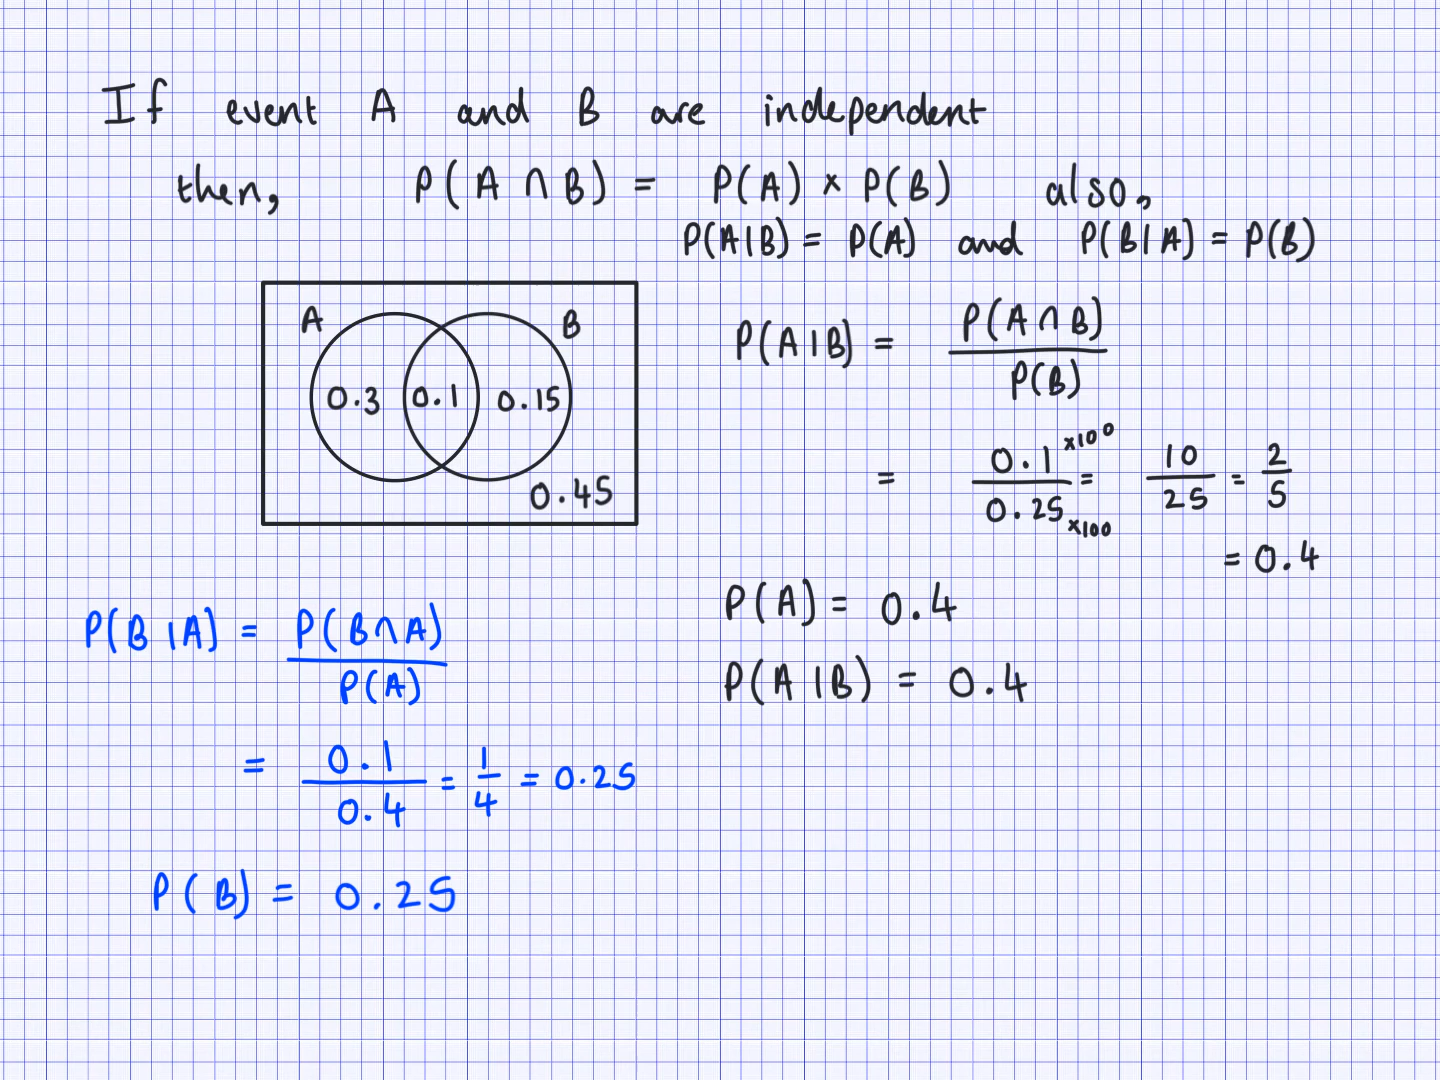 If event A and B are independent
then, P(A ∩ B) = P(A) × P(B) also,
P(A|B) = P(A) and P(B|A) = P(B)
A B
0.3 0.1 0.15
0.45
P(A|B) = P(A ∩ B) / P(B)
= 0.1 ×100 / 0.25 ×100 = 10/25 = 2/5
= 0.4
P(A) = 0.4
P(A|B) = 0.4
P(B|A) = P(B∩A) / P(A)
= 0.1 / 0.4 = 1/4 = 0.25
P(B) = 0.25